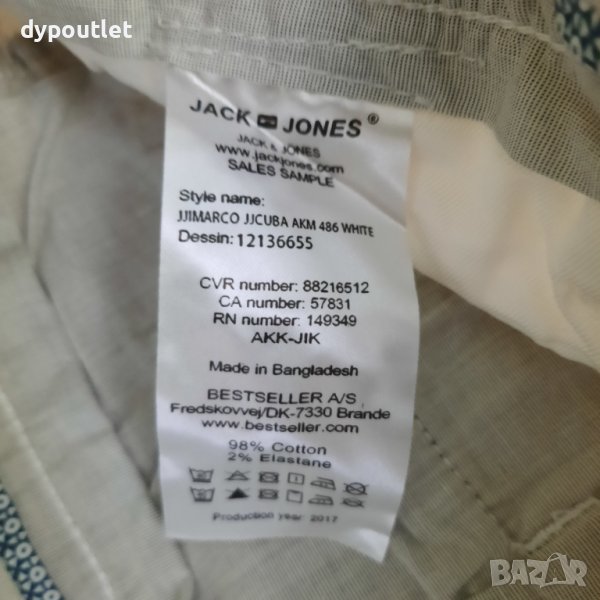 dypoutlet
JACK JONES®
JACK & JONES
www.jackjones.com
SALES SAMPLE
Style name:
JJIMARCO JJCUBA AKM 486 WHITE
Dessin: 12136655
CVR number: 88216512
CA number: 57831
RN number: 149349
AKK-JIK
Made in Bangladesh
BESTSELLER A/S,
Fredskovvej/DK-7330 Brande
www.bestseller.com
98% Cotton
2% Elastane
Production year: 2017
BAZAR